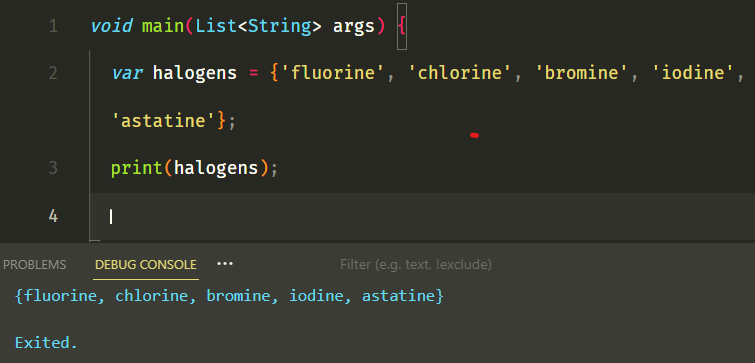 1 void main(List<String> args) {
2 var halogens = {'fluorine', 'chlorine', 'bromine', 'iodine',
'astatine'};
3 print(halogens);
4
PROBLEMS DEBUG CONSOLE ... Filter (e.g. text, !exclude)
{fluorine, chlorine, bromine, iodine, astatine}
Exited.